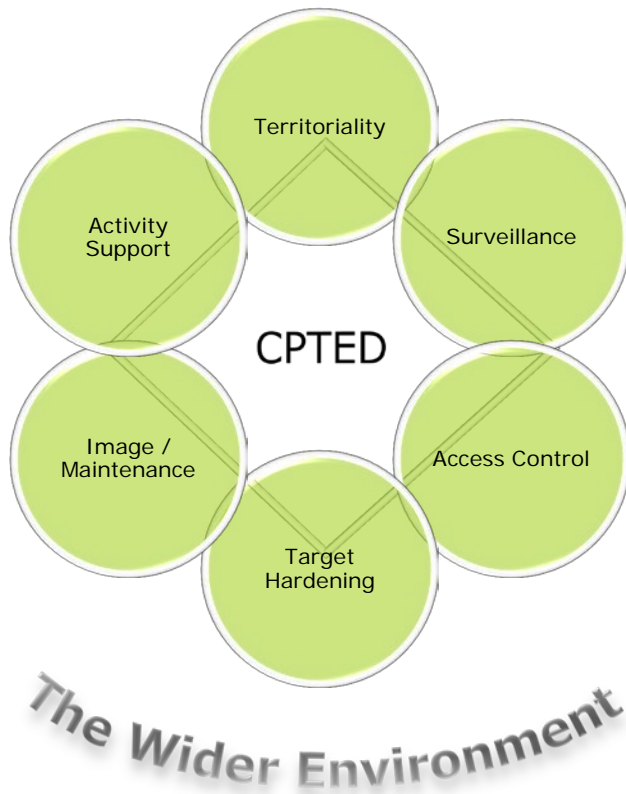 Territoriality
Activity
Support
Surveillance
CPTED
Image /
Maintenance
Access Control
Target
Hardening
The Wider Environment